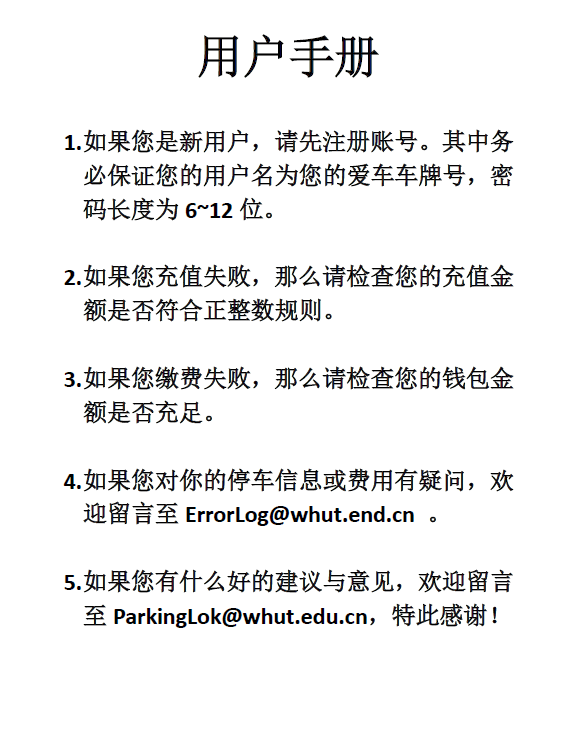 用户手册
1.如果您是新用户，请先注册账号。其中务
必保证您的用户名为您的爱车车牌号，密
码长度为 6~12 位。
2.如果您充值失败，那么请检查您的充值金
额是否符合正整数规则。
3.如果您缴费失败，那么请检查您的钱包金
额是否充足。
4.如果您对你的停车信息或费用有疑问，欢
迎留言至 ErrorLog@whut.end.cn 。
5.如果您有什么好的建议与意见，欢迎留言
至 ParkingLok@whut.edu.cn，特此感谢！